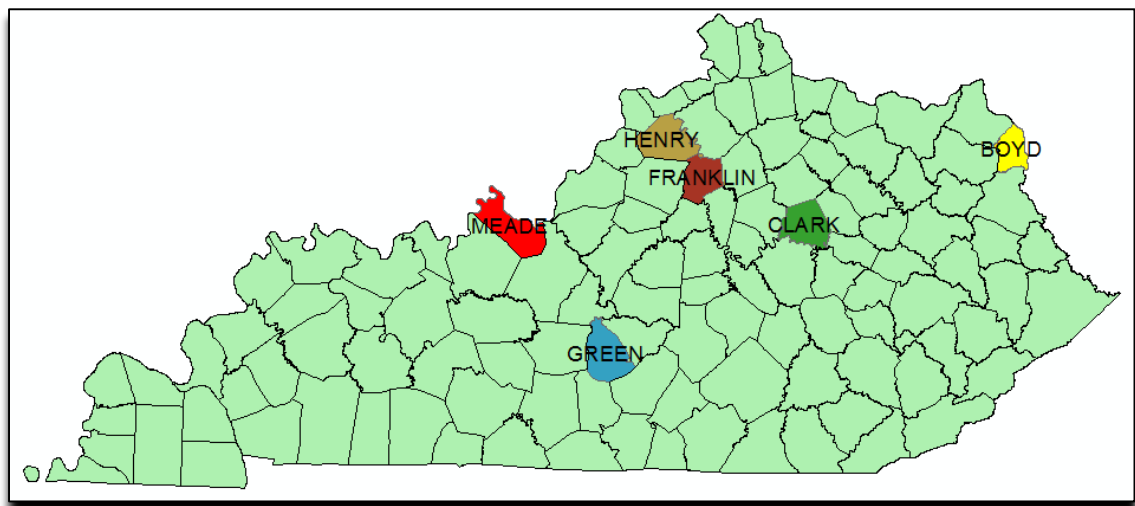 HENRY
BOYD
FRANKLIN
MEADE
CLARK
GREEN